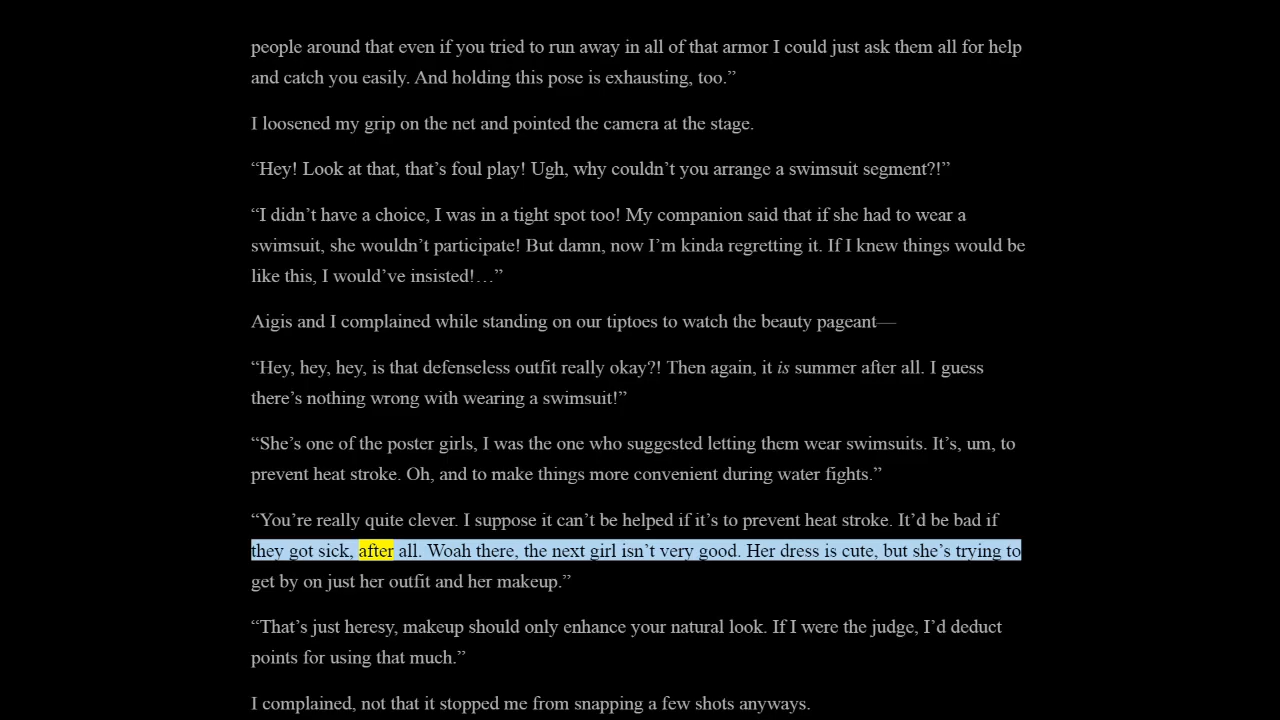 people around that even if you tried to run away in all of that armor I could just ask them all for help
and catch you easily. And holding this pose is exhausting, too.”
I loosened my grip on the net and pointed the camera at the stage.
“Hey! Look at that, that’s foul play! Ugh, why couldn’t you arrange a swimsuit segment?!”
“I didn’t have a choice, I was in a tight spot too! My companion said that if she had to wear a
swimsuit, she wouldn’t participate! But damn, now I’m kinda regretting it. If I knew things would be
like this, I would’ve insisted!…”
Aigis and I complained while standing on our tiptoes to watch the beauty pageant—
“Hey, hey, hey, is that defenseless outfit really okay?! Then again, it is summer after all. I guess
there’s nothing wrong with wearing a swimsuit!”
“She’s one of the poster girls, I was the one who suggested letting them wear swimsuits. It’s, um, to
prevent heat stroke. Oh, and to make things more convenient during water fights.”
“You’re really quite clever. I suppose it can’t be helped if it’s to prevent heat stroke. It’d be bad if
they got sick, after all. Woah there, the next girl isn’t very good. Her dress is cute, but she’s trying to
get by on just her outfit and her makeup.”
“That’s just heresy, makeup should only enhance your natural look. If I were the judge, I’d deduct
points for using that much.”
I complained, not that it stopped me from snapping a few shots anyways.